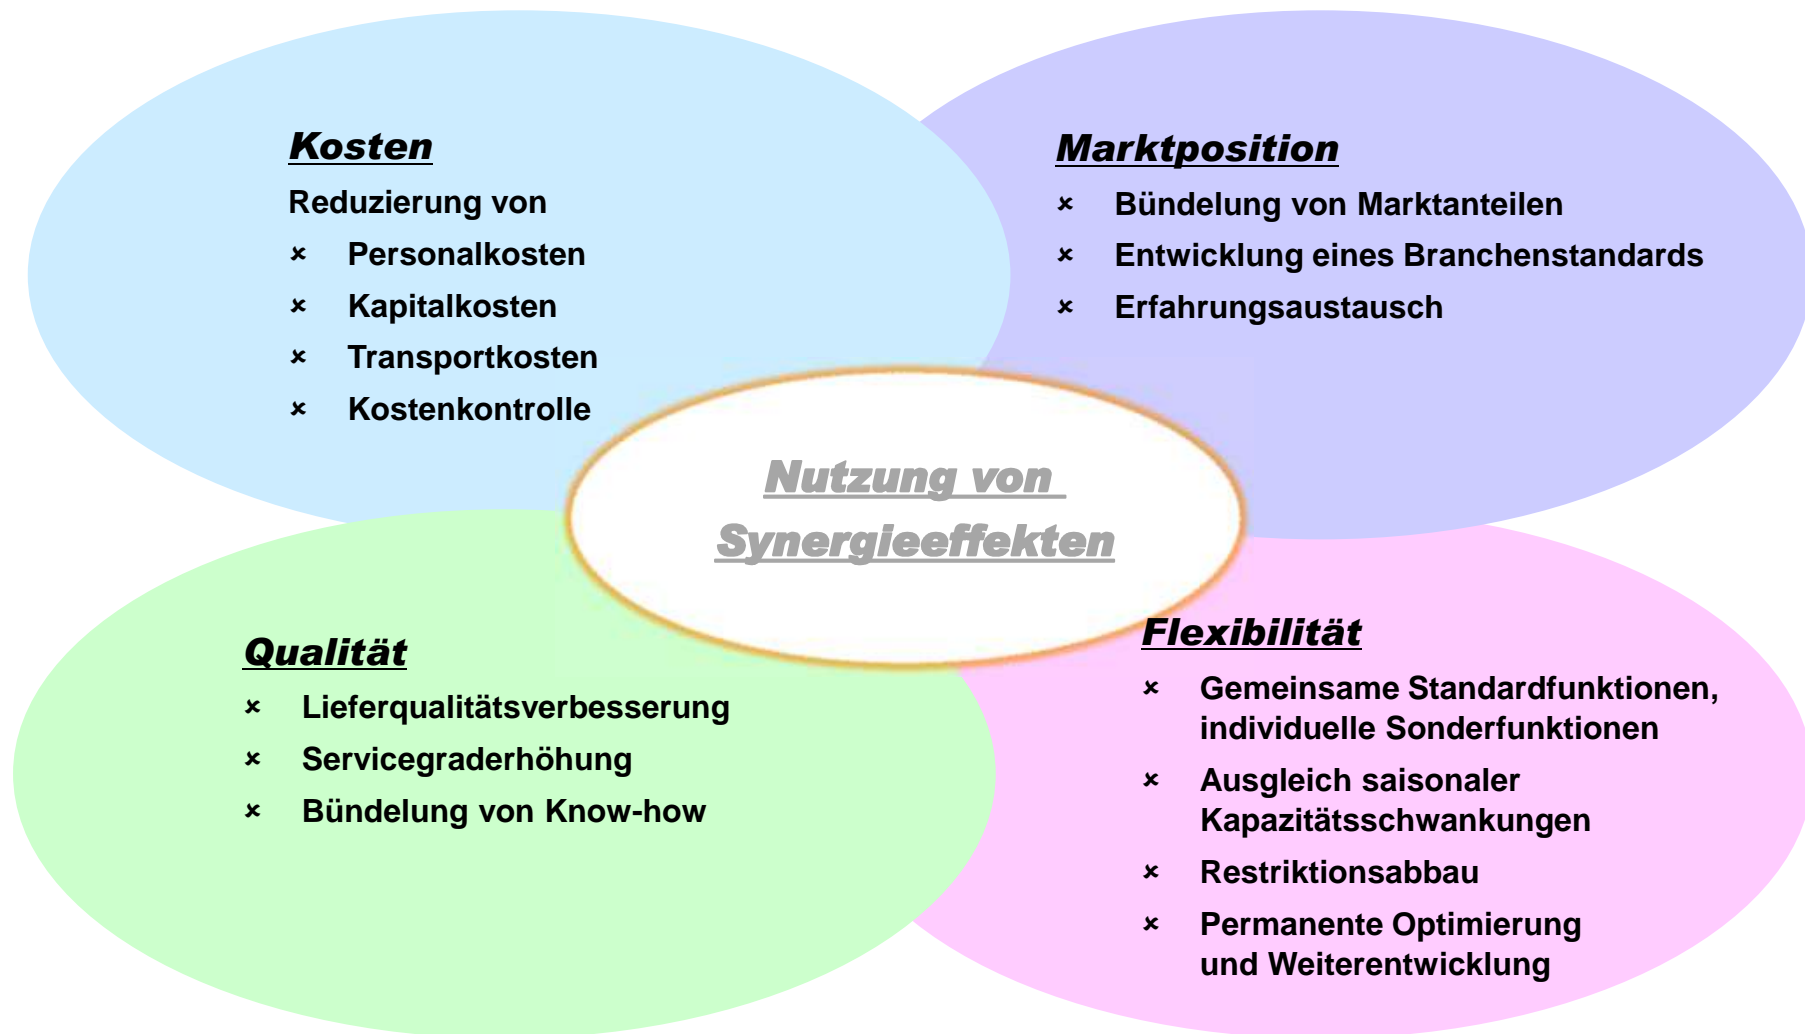 Kosten
Reduzierung von
× Personalkosten
× Kapitalkosten
× Transportkosten
× Kostenkontrolle
Marktposition
× Bündelung von Marktanteilen
× Entwicklung eines Branchenstandards
× Erfahrungsaustausch
Nutzung von
Synergieeffekten
Qualität
× Lieferqualitätsverbesserung
× Servicegraderhöhung
× Bündelung von Know-how
Flexibilität
× Gemeinsame Standardfunktionen,
individuelle Sonderfunktionen
× Ausgleich saisonaler
Kapazitätsschwankungen
× Restriktionsabbau
× Permanente Optimierung
und Weiterentwicklung